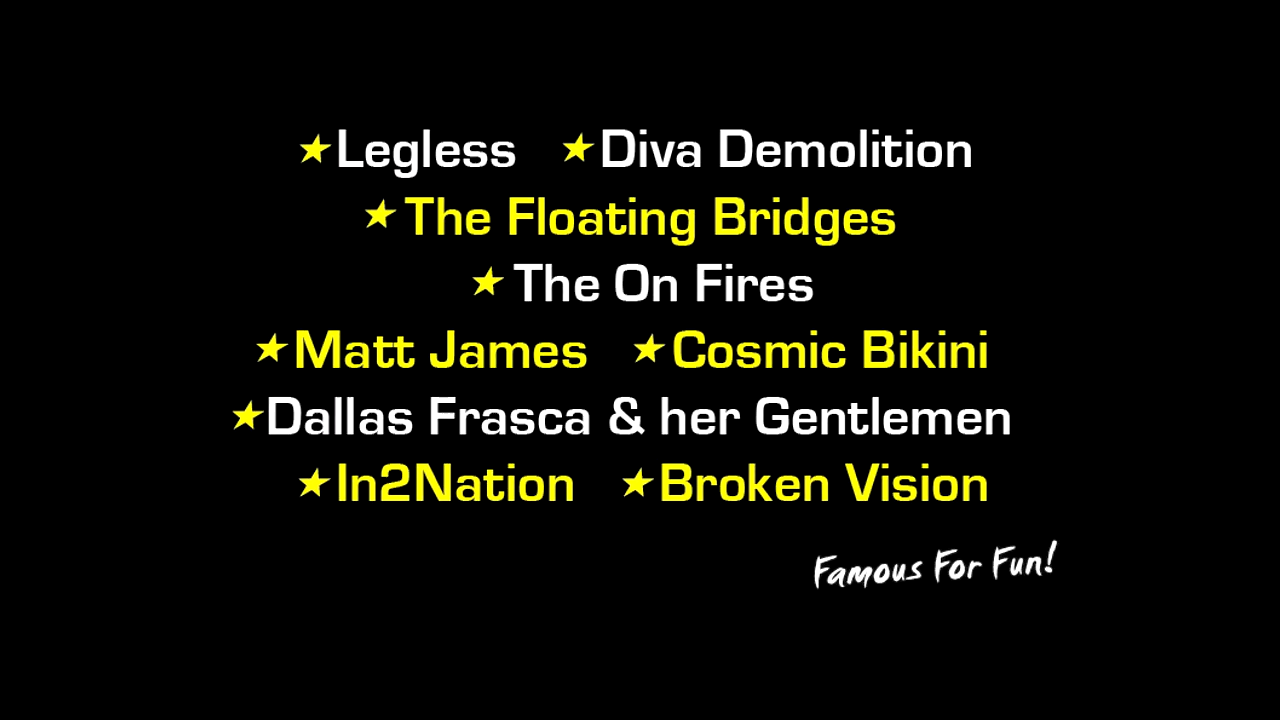 ★Legless ★Diva Demolition
★The Floating Bridges
★The On Fires
★Matt James ★Cosmic Bikini
★Dallas Frasca & her Gentlemen
★In2Nation ★Broken Vision
Famous For Fun!